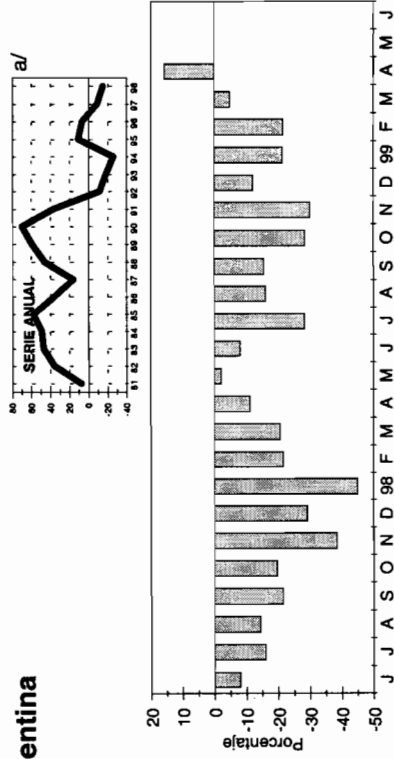 entina
a/
SERIE ANUAL
80
60
40
20
0
-20
-40
81 82 83 84 85 86 87 88 89 90 91 92 93 94 95 96 97 98
Porcentaje
20
10
0
-10
-20
-30
-40
-50
J J A S O N D 98 F M A M J J A S O N D 99 F M A M J